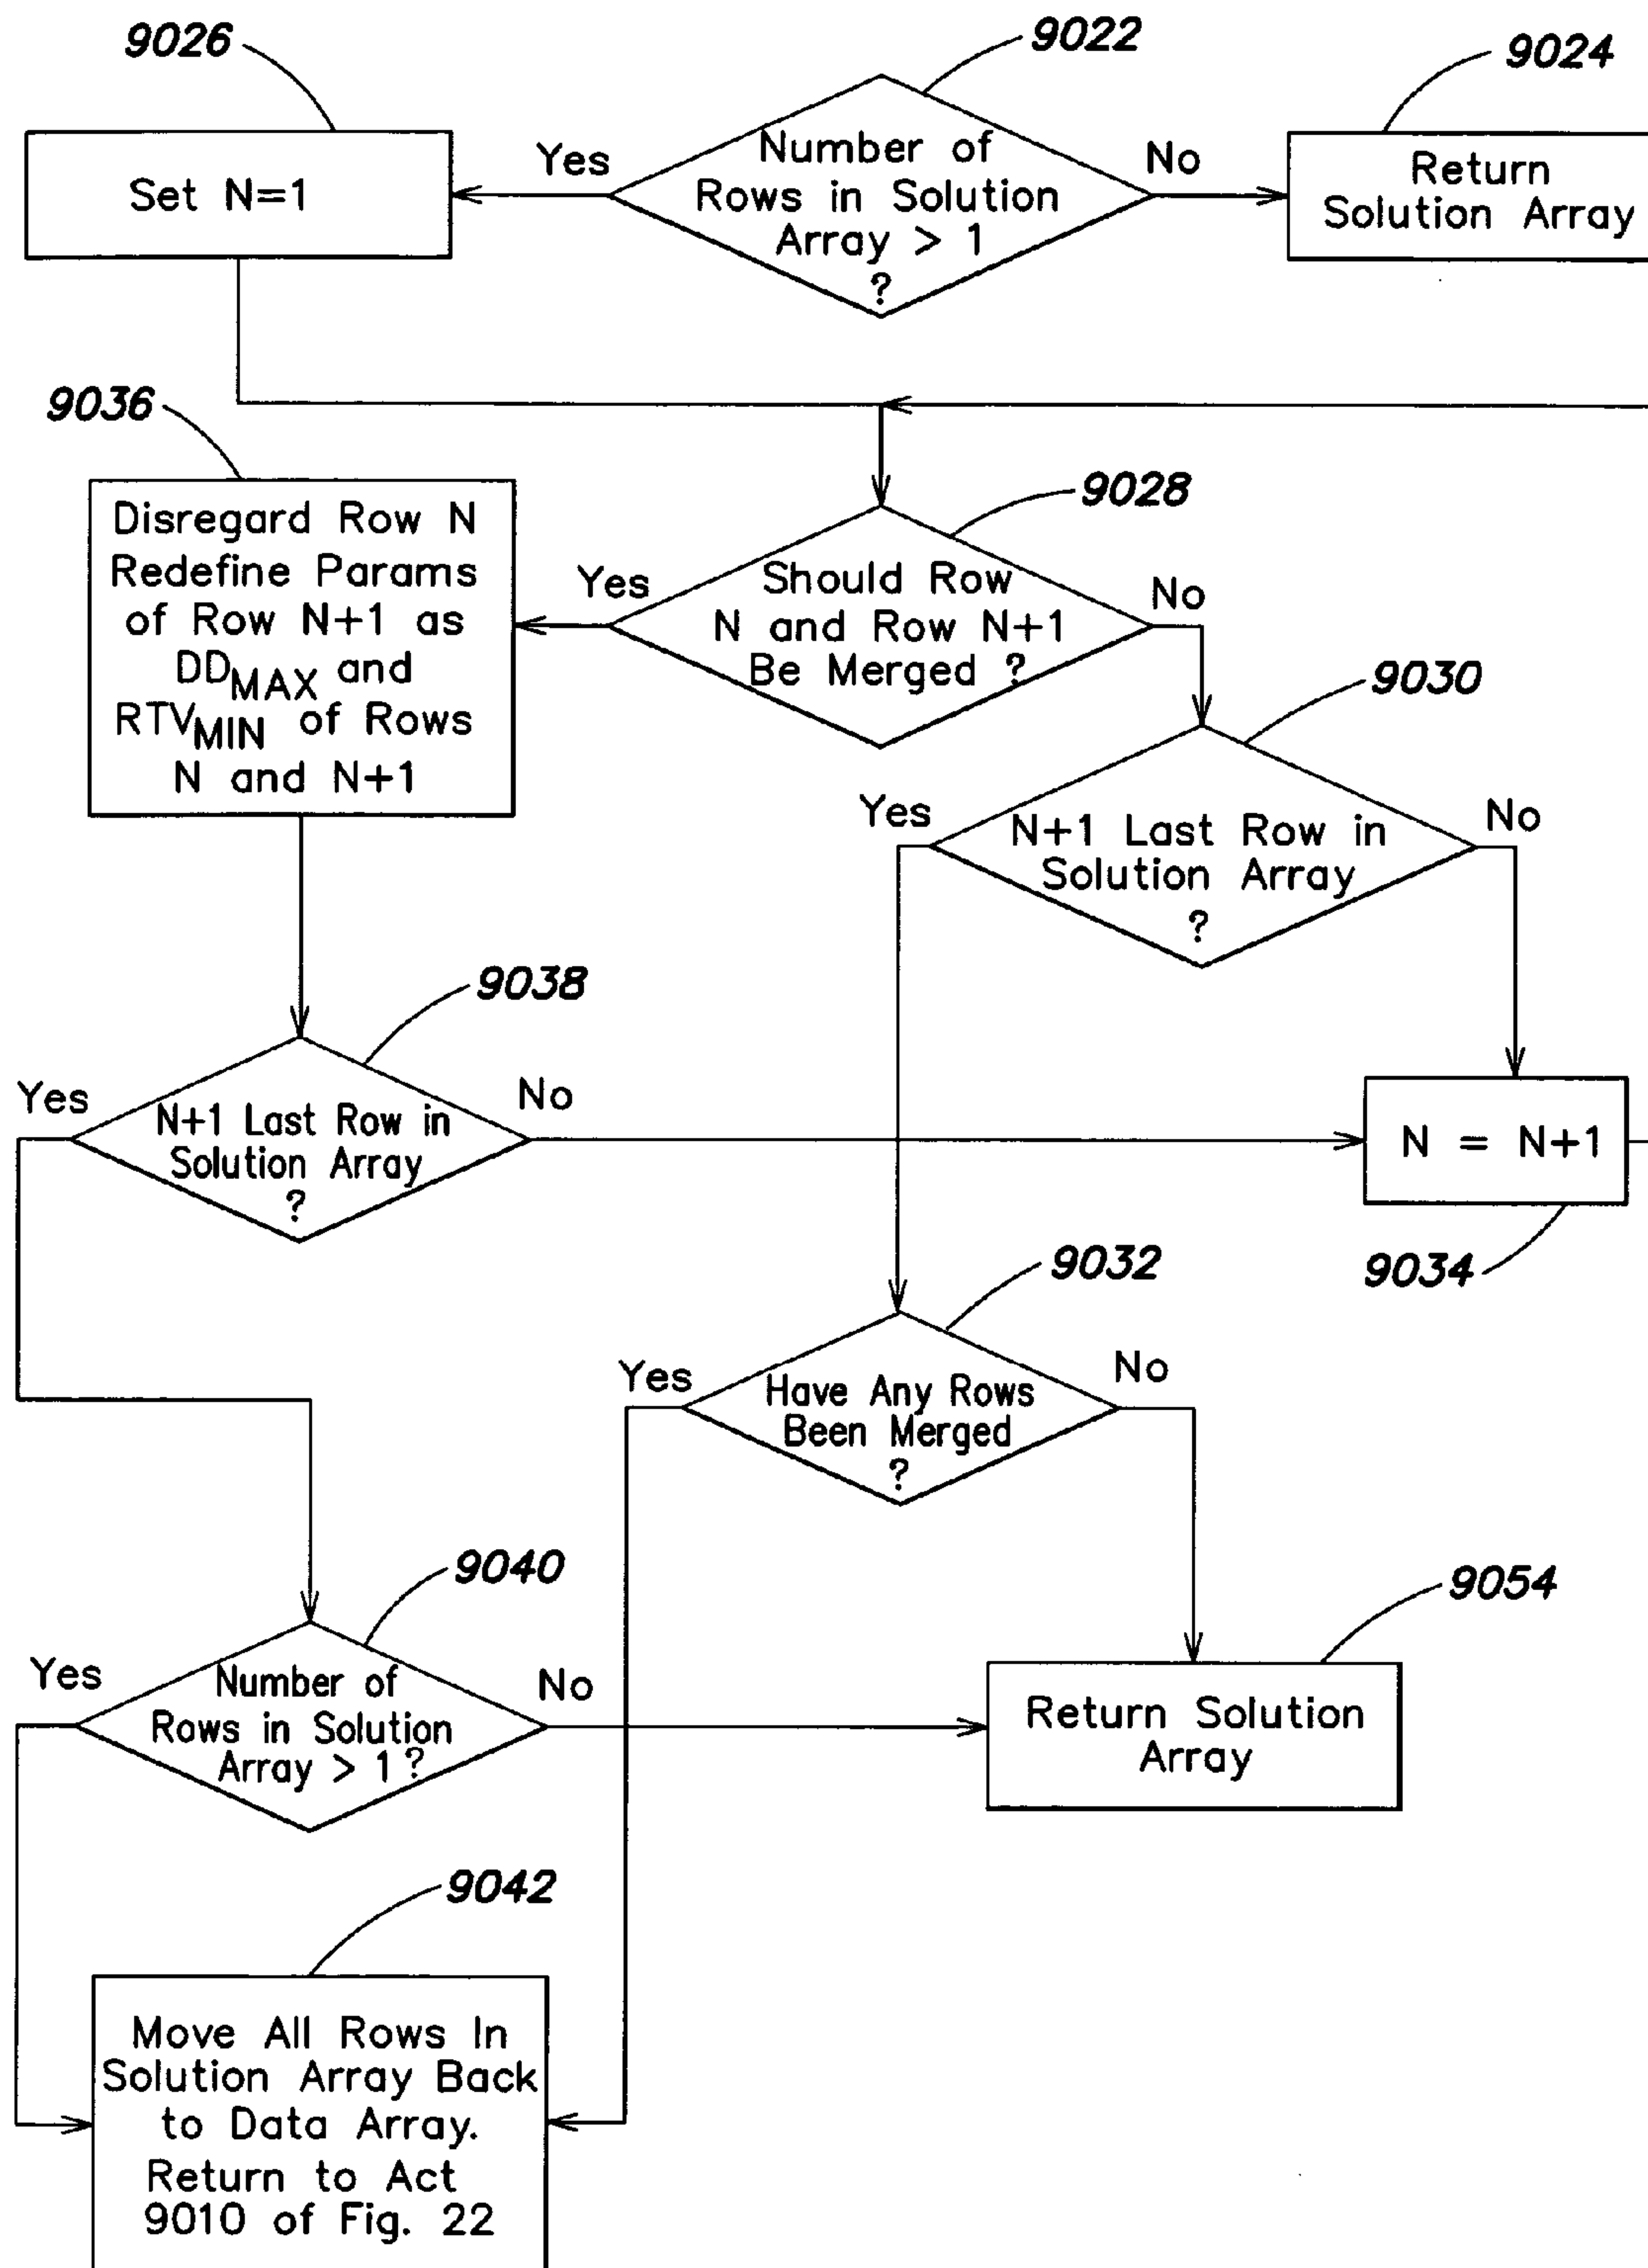 9026
9022
9024
Set N=1
Yes
Number of
Rows in Solution
Array > 1
?
No
Return
Solution Array
9036
Disregard Row N
Redefine Params
of Row N+1 as
DDMAX and
RTVMIN of Rows
N and N+1
9028
Yes
Should Row
N and Row N+1
Be Merged ?
No
9030
Yes
N+1 Last Row in
Solution Array
?
No
9038
Yes
N+1 Last Row in
Solution Array
?
No
N = N+1
9034
9032
Yes
Have Any Rows
Been Merged
?
No
9040
Yes
Number of
Rows in Solution
Array > 1 ?
No
9054
Return Solution
Array
9042
Move All Rows In
Solution Array Back
to Data Array.
Return to Act
9010 of Fig. 22